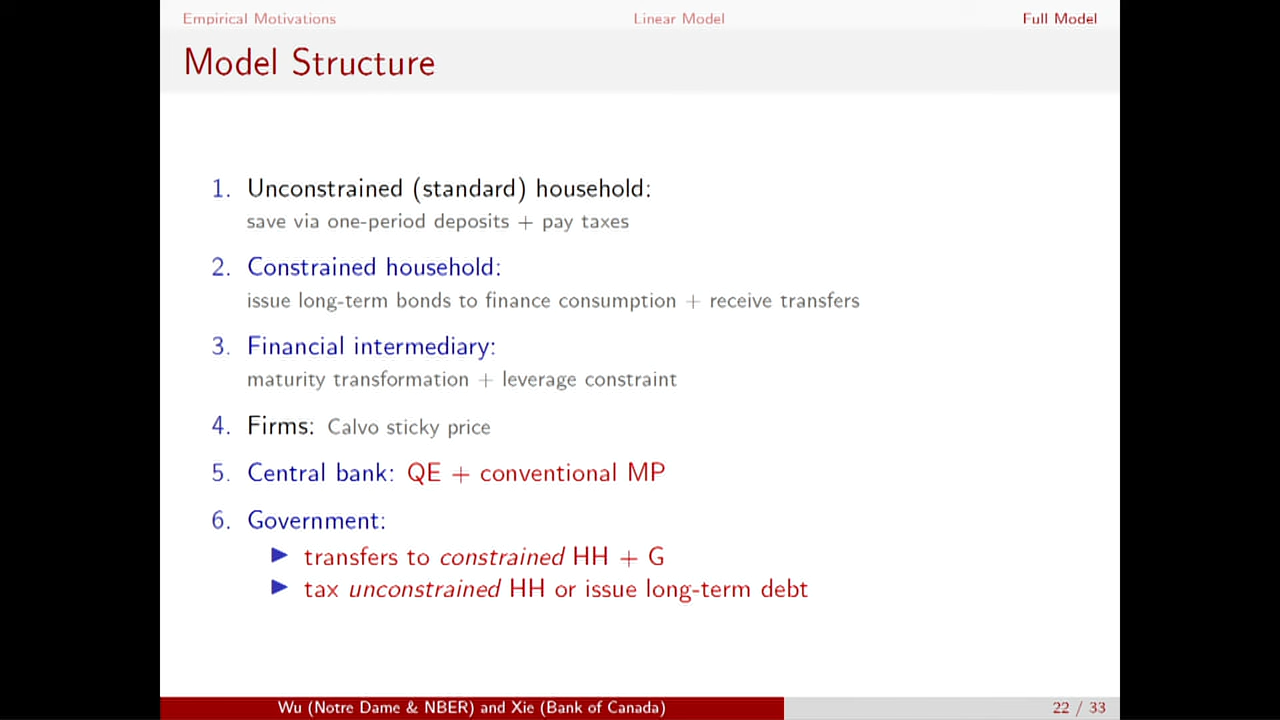 Empirical Motivations Linear Model Full Model
Model Structure
1. Unconstrained (standard) household:
save via one-period deposits + pay taxes
2. Constrained household:
issue long-term bonds to finance consumption + receive transfers
3. Financial intermediary:
maturity transformation + leverage constraint
4. Firms: Calvo sticky price
5. Central bank: QE + conventional MP
6. Government:
▶ transfers to constrained HH + G
▶ tax unconstrained HH or issue long-term debt
Wu (Notre Dame & NBER) and Xie (Bank of Canada) 22 / 33